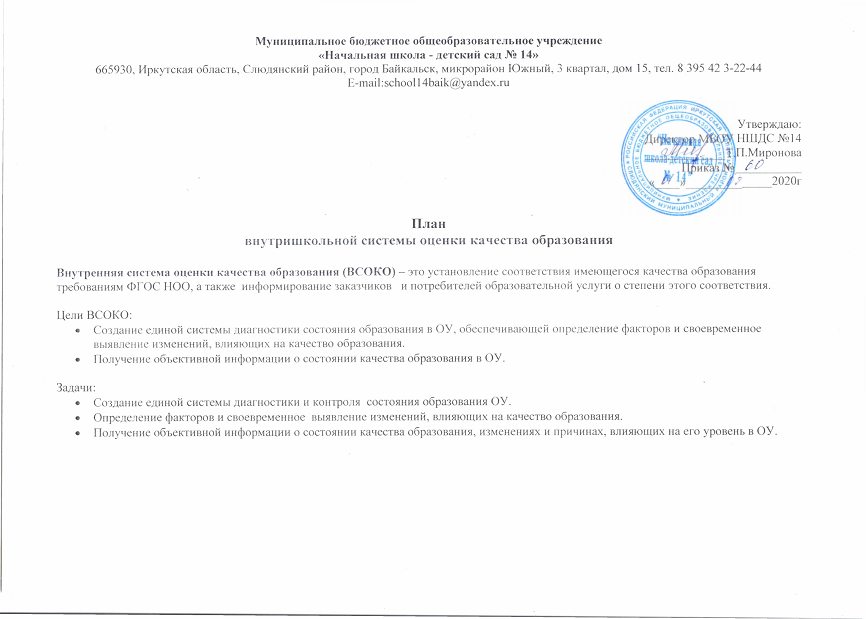 Муниципальное бюджетное общеобразовательное учреждение
«Начальная школа - детский сад № 14»
665930, Иркутская область, Слюдянский район, город Байкальск, микрорайон Южный, 3 квартал, дом 15, тел. 8 395 42 3-22-44
E-mail:school14baik@yandex.ru
Утверждаю:
Директор МБОУ НШДС №14
Т.П.Миронова
Приказ № 60
2020г
"Начальная
школа-детский сад
№ 14"
План
внутришкольной системы оценки качества образования
Внутренняя система оценки качества образования (ВСОКО) – это установление соответствия имеющегося качества образования
требованиям ФГОС НОО, а также информирование заказчиков и потребителей образовательной услуги о степени этого соответствия.
Цели ВСОКО:
• Создание единой системы диагностики состояния образования в ОУ, обеспечивающей определение факторов и своевременное
выявление изменений, влияющих на качество образования.
• Получение объективной информации о состоянии качества образования в ОУ.
Задачи:
• Создание единой системы диагностики и контроля состояния образования ОУ.
• Определение факторов и своевременное выявление изменений, влияющих на качество образования.
• Получение объективной информации о состоянии качества образования, изменениях и причинах, влияющих на его уровень в ОУ.